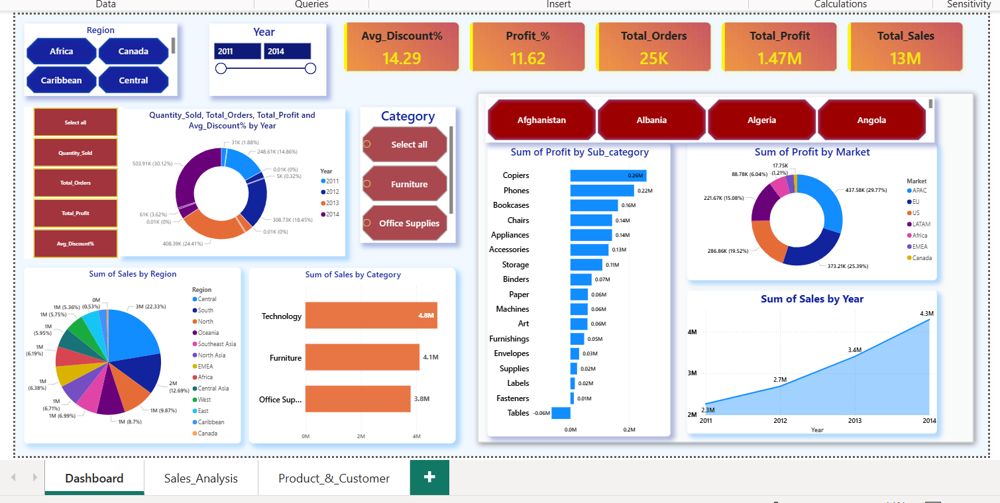 Data
Queries
Insert
Calculations
Sensitivity
Region
Africa
Canada
Caribbean
Central
Year
2011
2014
Avg_Discount%
14.29
Profit_%
11.62
Total_Orders
25K
Total_Profit
1.47M
Total_Sales
13M
Select all
Quantity_Sold
Total_Orders
Total_Profit
Avg_Discount%
Quantity_Sold, Total_Orders, Total_Profit and
Avg_Discount% by Year
31K (1.88%)
248.61K (14.86%)
0.01K (0%)
5K (0.32%)
308.73K (18.45%)
0.01K (0%)
408.39K (24.41%)
0.01K (0%)
61K (3.62%)
503.91K (30.12%)
Year
2011
2012
2013
2014
Category
Select all
Furniture
Office Supplies
Afghanistan
Albania
Algeria
Angola
Sum of Profit by Sub_category
Copiers
0.26M
Phones
0.22M
Bookcases
0.16M
Chairs
0.14M
Appliances
0.14M
Accessories
0.13M
Storage
0.11M
Binders
0.07M
Paper
0.06M
Machines
0.06M
Art
0.06M
Furnishings
0.05M
Envelopes
0.03M
Supplies
0.02M
Labels
0.02M
Fasteners
0.01M
Tables
-0.06M
0.0M
0.2M
Sum of Profit by Market
17.75K
(1.21%)
88.78K (6.04%)
221.67K (15.08%)
286.86K (19.52%)
373.21K (25.39%)
437.58K (29.77%)
Market
APAC
EU
US
LATAM
Africa
EMEA
Canada
Sum of Sales by Region
0M
(0.53%)
3M (22.33%)
2M
(12.69%)
1M (9.87%)
1M (8.7%)
1M (6.99%)
1M
(6.71%)
1M
(6.38%)
1M
(6.19%)
1M
(5.95%)
1M (5.75%)
1M (5.36%)
Region
Central
South
North
Oceania
Southeast Asia
North Asia
EMEA
Africa
Central Asia
West
East
Caribbean
Canada
Sum of Sales by Category
Technology
4.8M
Furniture
4.1M
Office Sup...
3.8M
0M
2M
4M
Sum of Sales by Year
4M
3M
2M
2.3M
2.7M
3.4M
4.3M
2011
2012
2013
2014
Year
Dashboard
Sales_Analysis
Product_&_Customer